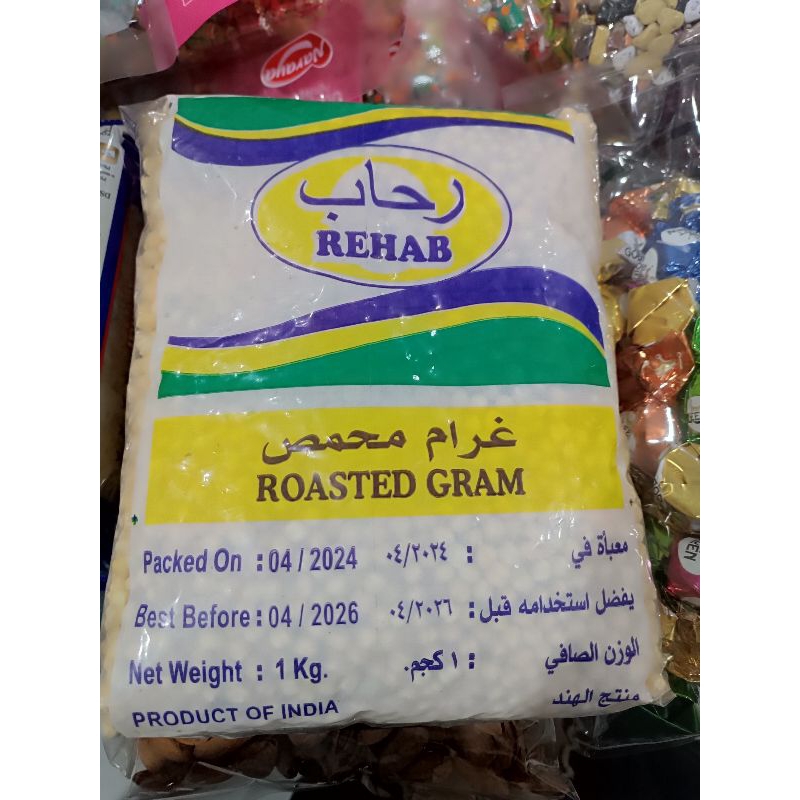 Naraya
رحاب
REHAB
غرام محمص
ROASTED GRAM
Packed On : 04 / 2024 ٠٤/٢٠٢٤ : معبأة في
Best Before : 04 / 2026 ٠٤/٢٠٢٦ : يفضل استخدامه قبل
Net Weight : 1 Kg. ١ كجم. : الوزن الصافي
PRODUCT OF INDIA منتج الهند